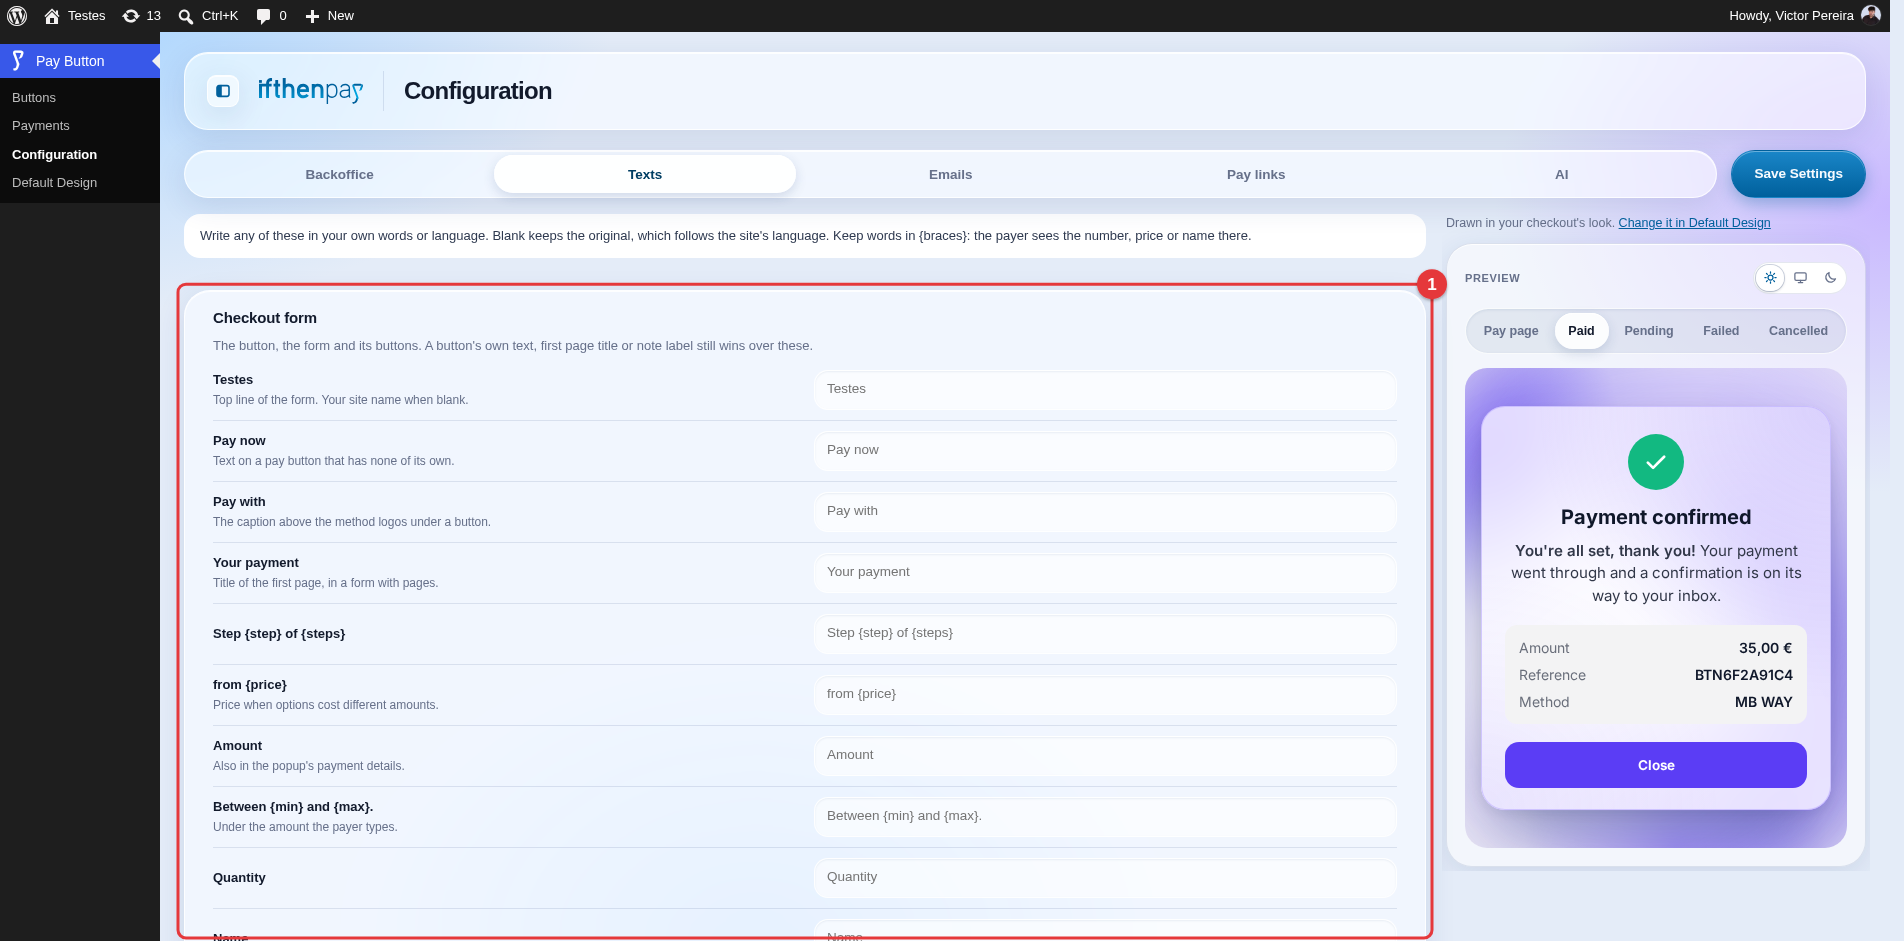 Testes
13
Ctrl+K
0
New
Howdy, Victor Pereira
Pay Button
Buttons
Payments
Configuration
Default Design
ifthenpay
Configuration
Backoffice
Texts
Emails
Pay links
AI
Save Settings
Write any of these in your own words or language. Blank keeps the original, which follows the site's language. Keep words in {braces}: the payer sees the number, price or name there.
1
Checkout form
The button, the form and its buttons. A button's own text, first page title or note label still wins over these.
Testes
Top line of the form. Your site name when blank.
Testes
Pay now
Text on a pay button that has none of its own.
Pay now
Pay with
The caption above the method logos under a button.
Pay with
Your payment
Title of the first page, in a form with pages.
Your payment
Step {step} of {steps}
Step {step} of {steps}
from {price}
Price when options cost different amounts.
from {price}
Amount
Also in the popup's payment details.
Amount
Between {min} and {max}.
Under the amount the payer types.
Between {min} and {max}.
Quantity
Quantity
Name
Name
Drawn in your checkout's look. Change it in Default Design
PREVIEW
Pay page
Paid
Pending
Failed
Cancelled
Payment confirmed
You're all set, thank you! Your payment
went through and a confirmation is on its
way to your inbox.
Amount
35,00 €
Reference
BTN6F2A91C4
Method
MB WAY
Close